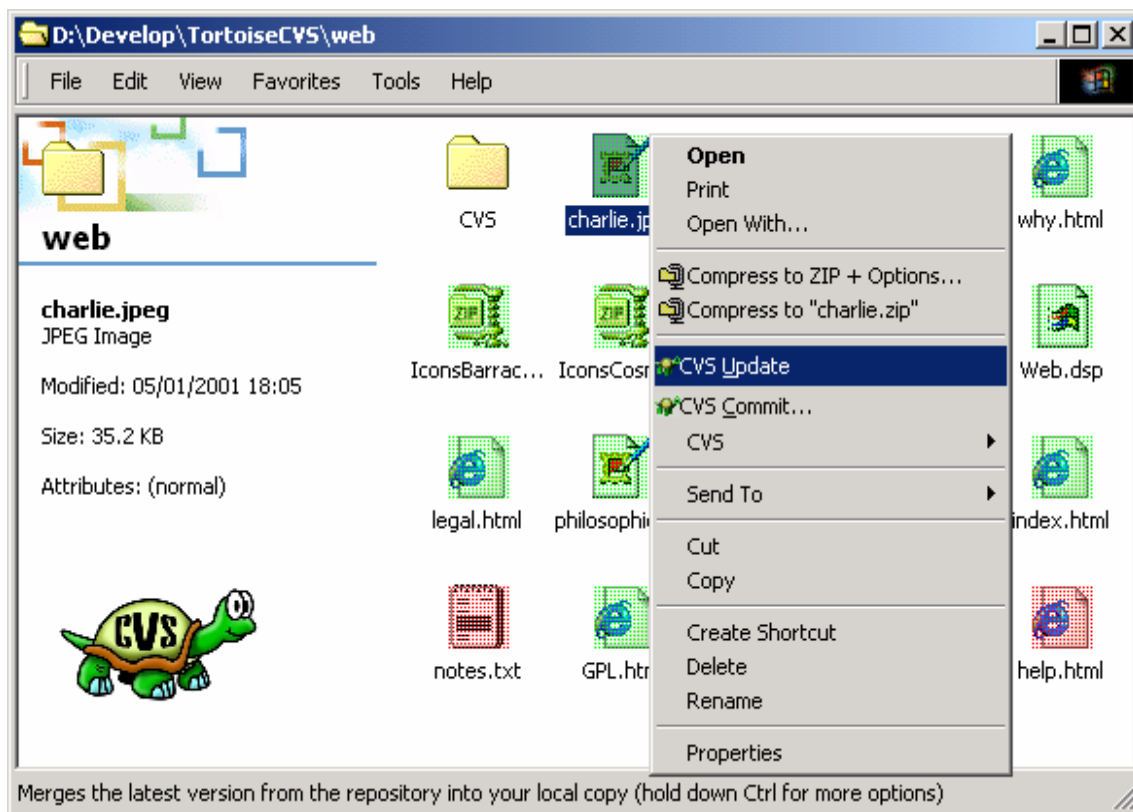 D:\Develop\TortoiseCVS\web
File Edit View Favorites Tools Help
web
charlie.jpeg
JPEG Image
Modified: 05/01/2001 18:05
Size: 35.2 KB
Attributes: (normal)
CVS
CVS
charlie.jp
why.html
ZIP
IconsBarrac...
ZIP
IconsCosm
Web.dsp
legal.html
philosophi
index.html
notes.txt
GPL.htm
help.html
Open
Print
Open With...
Compress to ZIP + Options...
Compress to "charlie.zip"
CVS Update
CVS Commit...
CVS
Send To
Cut
Copy
Create Shortcut
Delete
Rename
Properties
Merges the latest version from the repository into your local copy (hold down Ctrl for more options)